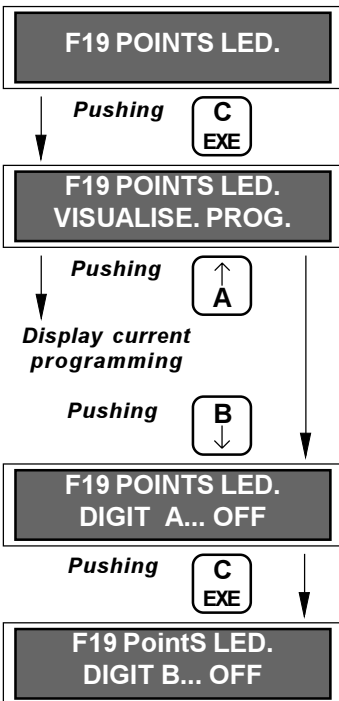 F19 POINTS LED.
Pushing
C
EXE
F19 POINTS LED.
VISUALISE. PROG.
Pushing
↑
A
Display current
programming
Pushing
B
↓
F19 POINTS LED.
DIGIT A... OFF
Pushing
C
EXE
F19 PointS LED.
DIGIT B... OFF